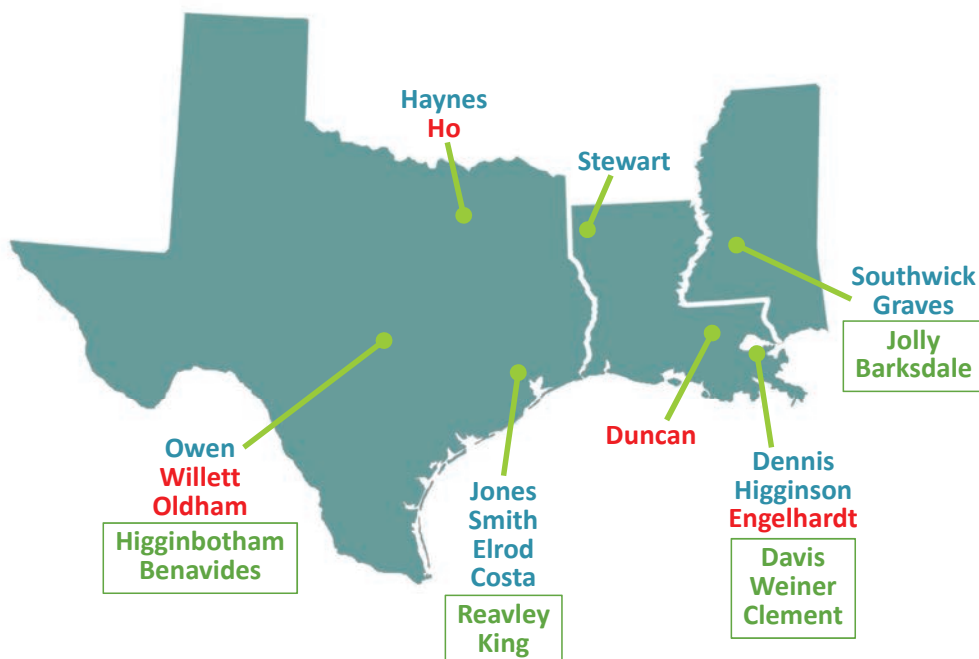 Haynes
Ho
Stewart
Southwick
Graves
Jolly
Barksdale
Duncan
Owen
Willett
Oldham
Higginbotham
Benavides
Jones
Smith
Elrod
Costa
Reavley
King
Dennis
Higginson
Engelhardt
Davis
Weiner
Clement